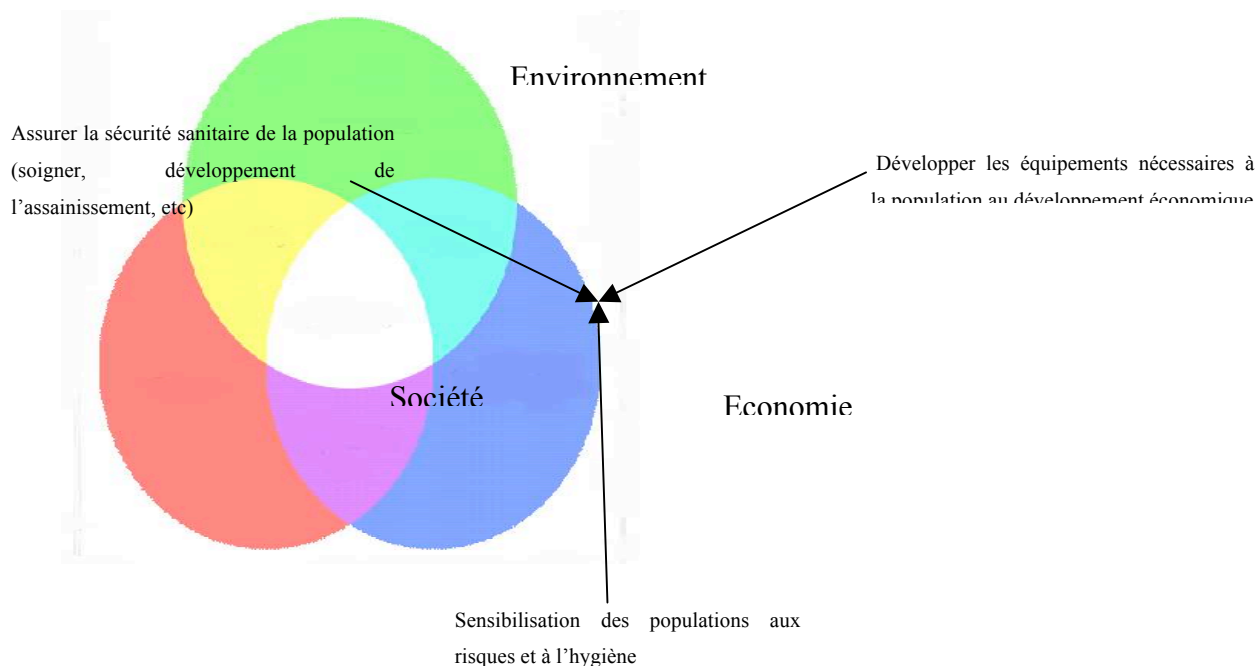 Environnement
Assurer la sécurité sanitaire de la population
(soigner, développement de
l’assainissement, etc)
Développer les équipements nécessaires à
la population au développement économique
Société
Economie
Sensibilisation des populations aux
risques et à l’hygiène